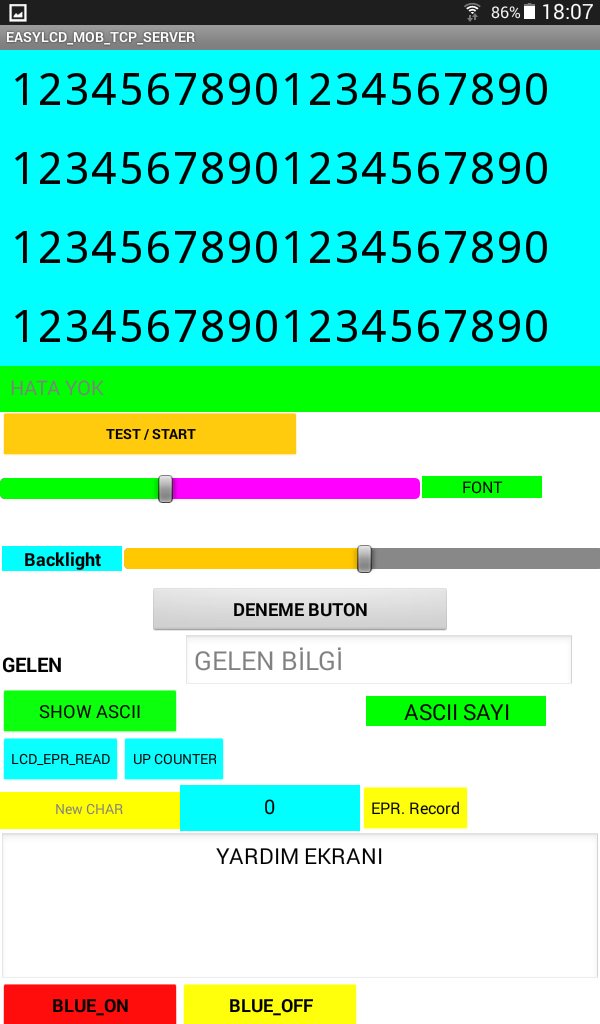 86% 18:07
EASYLCD_MOB_TCP_SERVER
12345678901234567890
12345678901234567890
12345678901234567890
12345678901234567890
HATA YOK
TEST / START
FONT
Backlight
DENEME BUTON
GELEN GELEN BİLGİ
SHOW ASCII ASCII SAYI
LCD_EPR_READ UP COUNTER
New CHAR 0 EPR. Record
YARDIM EKRANI
BLUE_ON BLUE_OFF